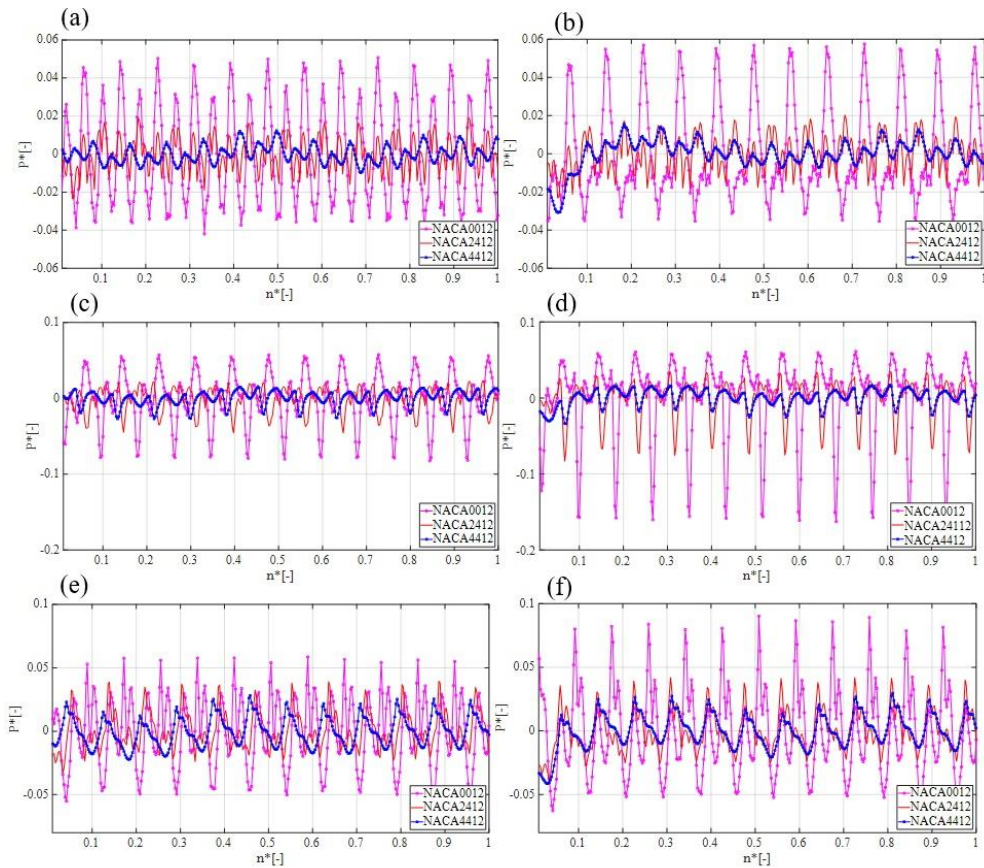 (a) (b)
0.06 0.06
0.04 0.04
0.02 0.02
P*[-] 0 P*[-] 0
-0.02 -0.02
-0.04 -0.04
NACA0012 NACA0012
NACA2412 NACA2412
NACA4412 NACA4412
-0.06 -0.06
0.1 0.2 0.3 0.4 0.5 0.6 0.7 0.8 0.9 1 0.1 0.2 0.3 0.4 0.5 0.6 0.7 0.8 0.9 1
n*[-] n*[-]
(c) (d)
0.1 0.1
P*[-] 0 P*[-] 0
-0.1 -0.1
NACA0012 NACA0012
NACA2412 NACA24112
NACA4412 NACA4412
-0.2 -0.2
0.1 0.2 0.3 0.4 0.5 0.6 0.7 0.8 0.9 1 0.1 0.2 0.3 0.4 0.5 0.6 0.7 0.8 0.9 1
n*[-] n*[-]
(e) (f)
0.1 0.1
0.05 0.05
P*[-] 0 P*[-] 0
-0.05 -0.05
NACA0012 NACA0012
NACA2412 NACA2412
NACA4412 NACA4412
0.1 0.2 0.3 0.4 0.5 0.6 0.7 0.8 0.9 1 0.1 0.2 0.3 0.4 0.5 0.6 0.7 0.8 0.9 1
n*[-] n*[-]